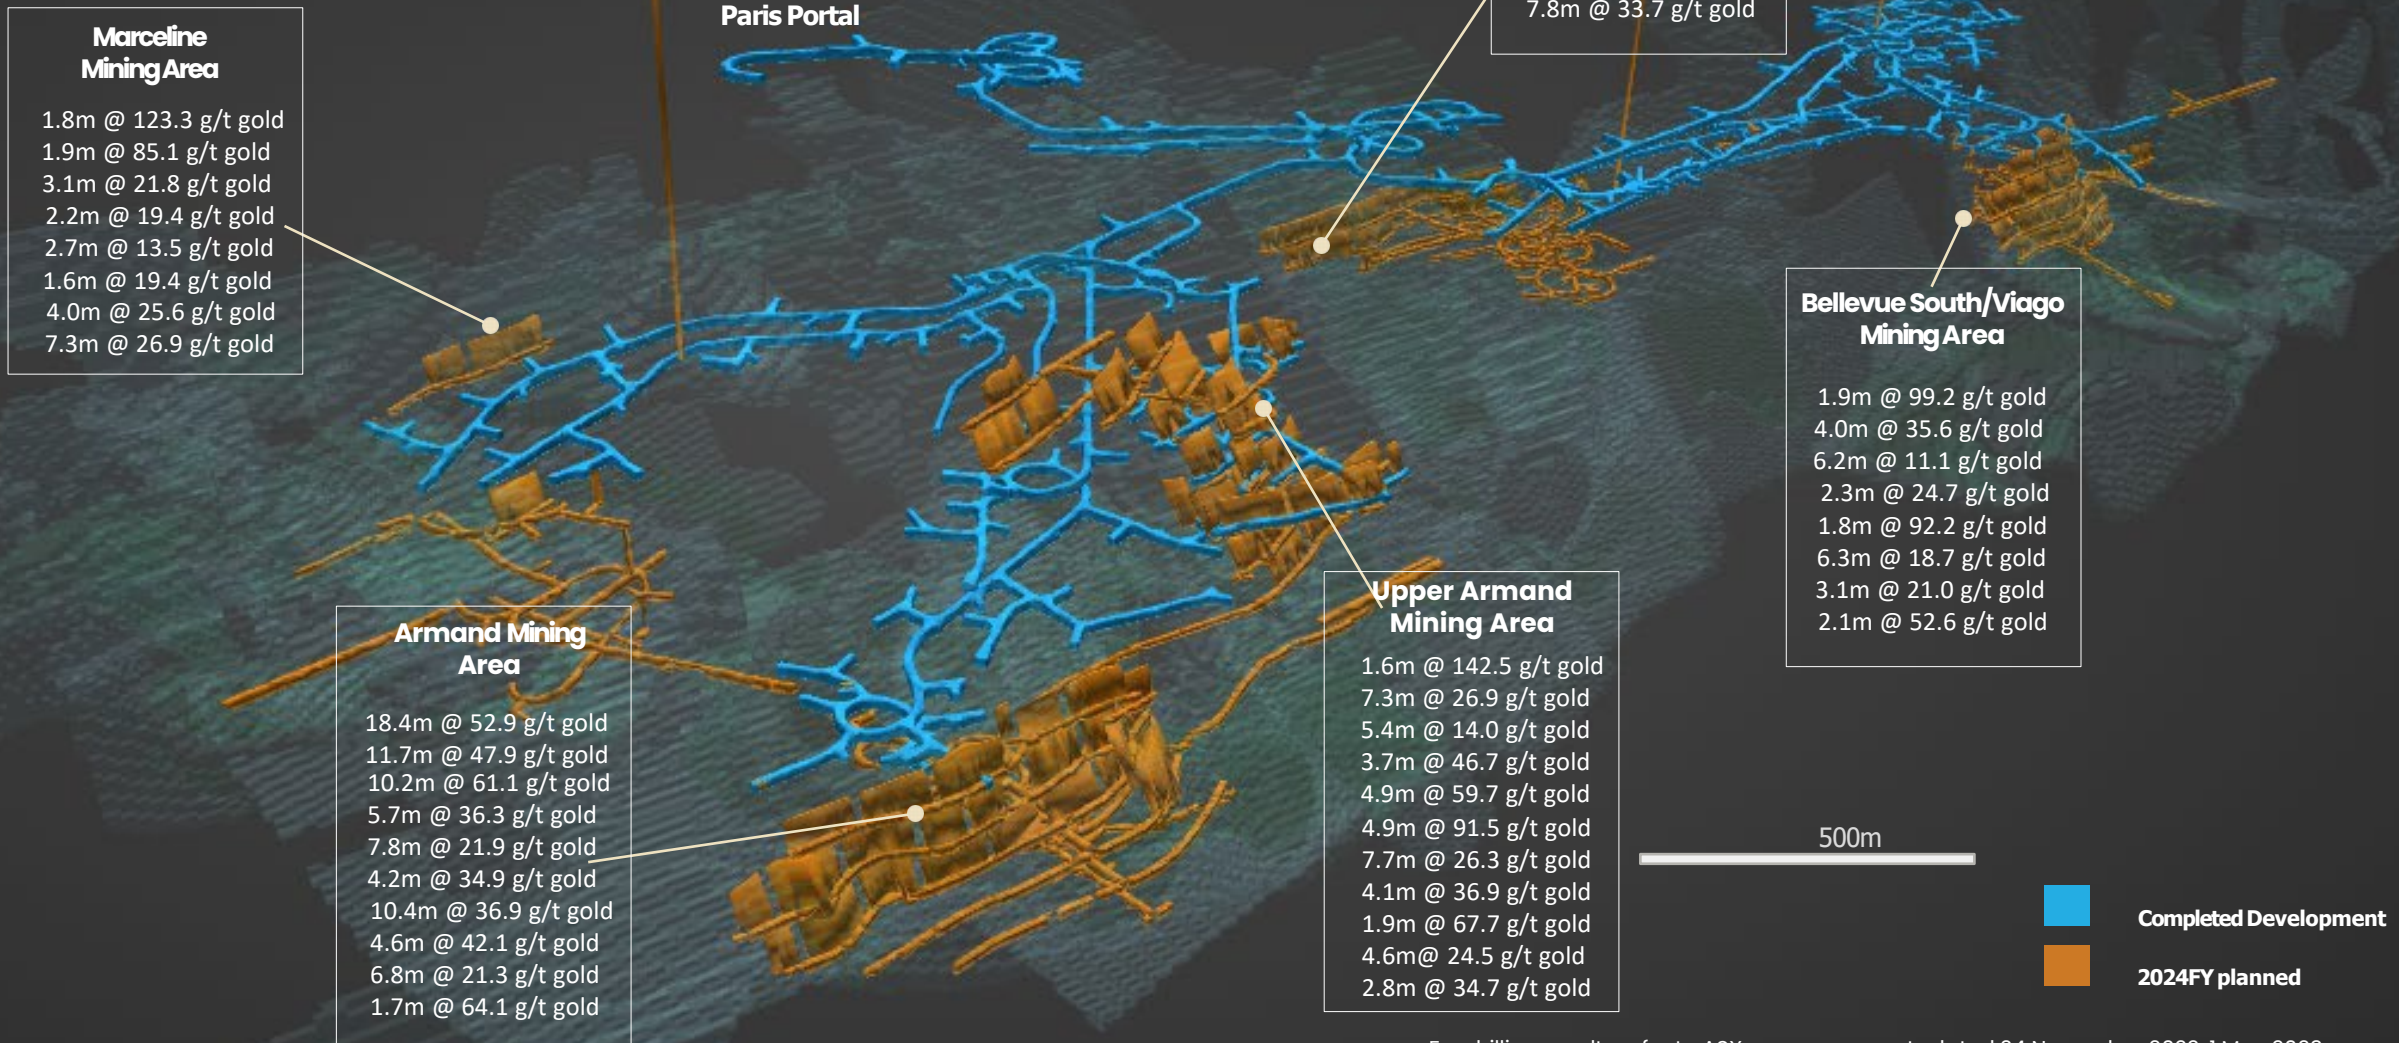 Paris Portal
7.8m @ 33.7 g/t gold
Marceline
Mining Area
1.8m @ 123.3 g/t gold
1.9m @ 85.1 g/t gold
3.1m @ 21.8 g/t gold
2.2m @ 19.4 g/t gold
2.7m @ 13.5 g/t gold
1.6m @ 19.4 g/t gold
4.0m @ 25.6 g/t gold
7.3m @ 26.9 g/t gold
Bellevue South/Viago
Mining Area
1.9m @ 99.2 g/t gold
4.0m @ 35.6 g/t gold
6.2m @ 11.1 g/t gold
2.3m @ 24.7 g/t gold
1.8m @ 92.2 g/t gold
6.3m @ 18.7 g/t gold
3.1m @ 21.0 g/t gold
2.1m @ 52.6 g/t gold
Armand Mining
Area
18.4m @ 52.9 g/t gold
11.7m @ 47.9 g/t gold
10.2m @ 61.1 g/t gold
5.7m @ 36.3 g/t gold
7.8m @ 21.9 g/t gold
4.2m @ 34.9 g/t gold
10.4m @ 36.9 g/t gold
4.6m @ 42.1 g/t gold
6.8m @ 21.3 g/t gold
1.7m @ 64.1 g/t gold
Upper Armand
Mining Area
1.6m @ 142.5 g/t gold
7.3m @ 26.9 g/t gold
5.4m @ 14.0 g/t gold
3.7m @ 46.7 g/t gold
4.9m @ 59.7 g/t gold
4.9m @ 91.5 g/t gold
7.7m @ 26.3 g/t gold
4.1m @ 36.9 g/t gold
1.9m @ 67.7 g/t gold
4.6m@ 24.5 g/t gold
2.8m @ 34.7 g/t gold
500m
Completed Development
2024FY planned